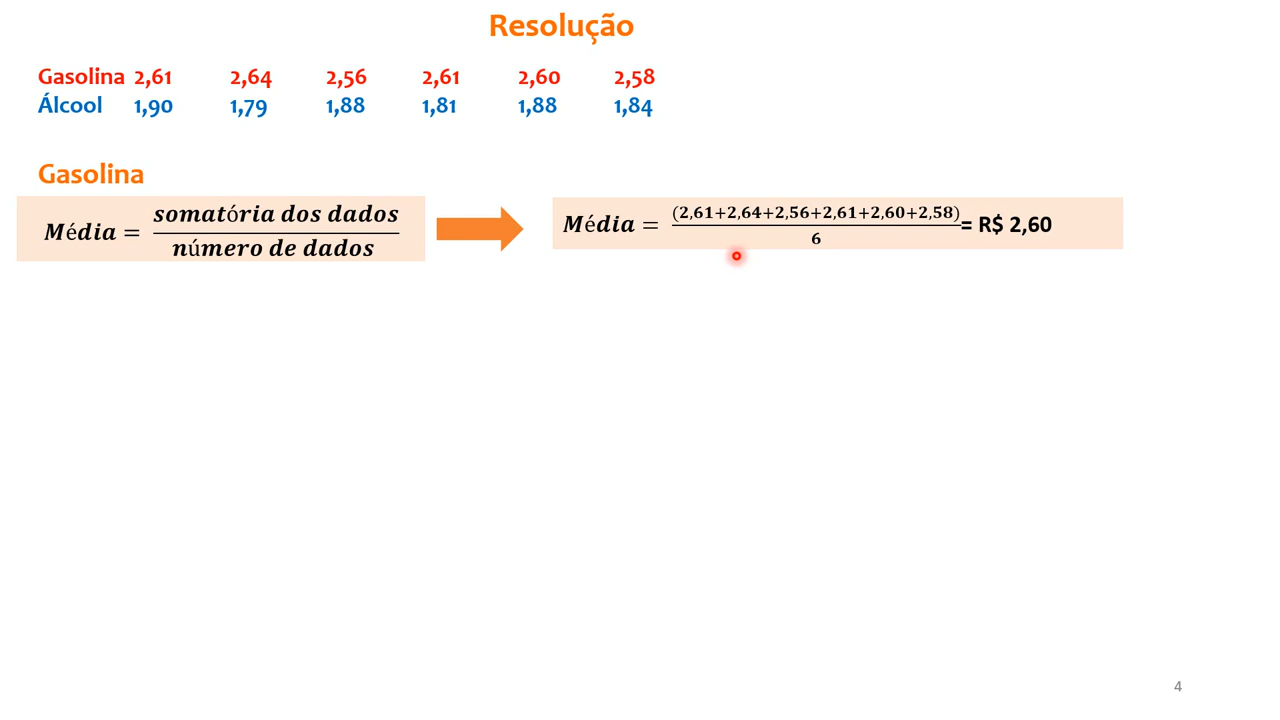 Resolução
Gasolina 2,61 2,64 2,56 2,61 2,60 2,58
Álcool 1,90 1,79 1,88 1,81 1,88 1,84
Gasolina
Média = somatória dos dados / número de dados
Média = (2,61+2,64+2,56+2,61+2,60+2,58) / 6 = R$ 2,60
4